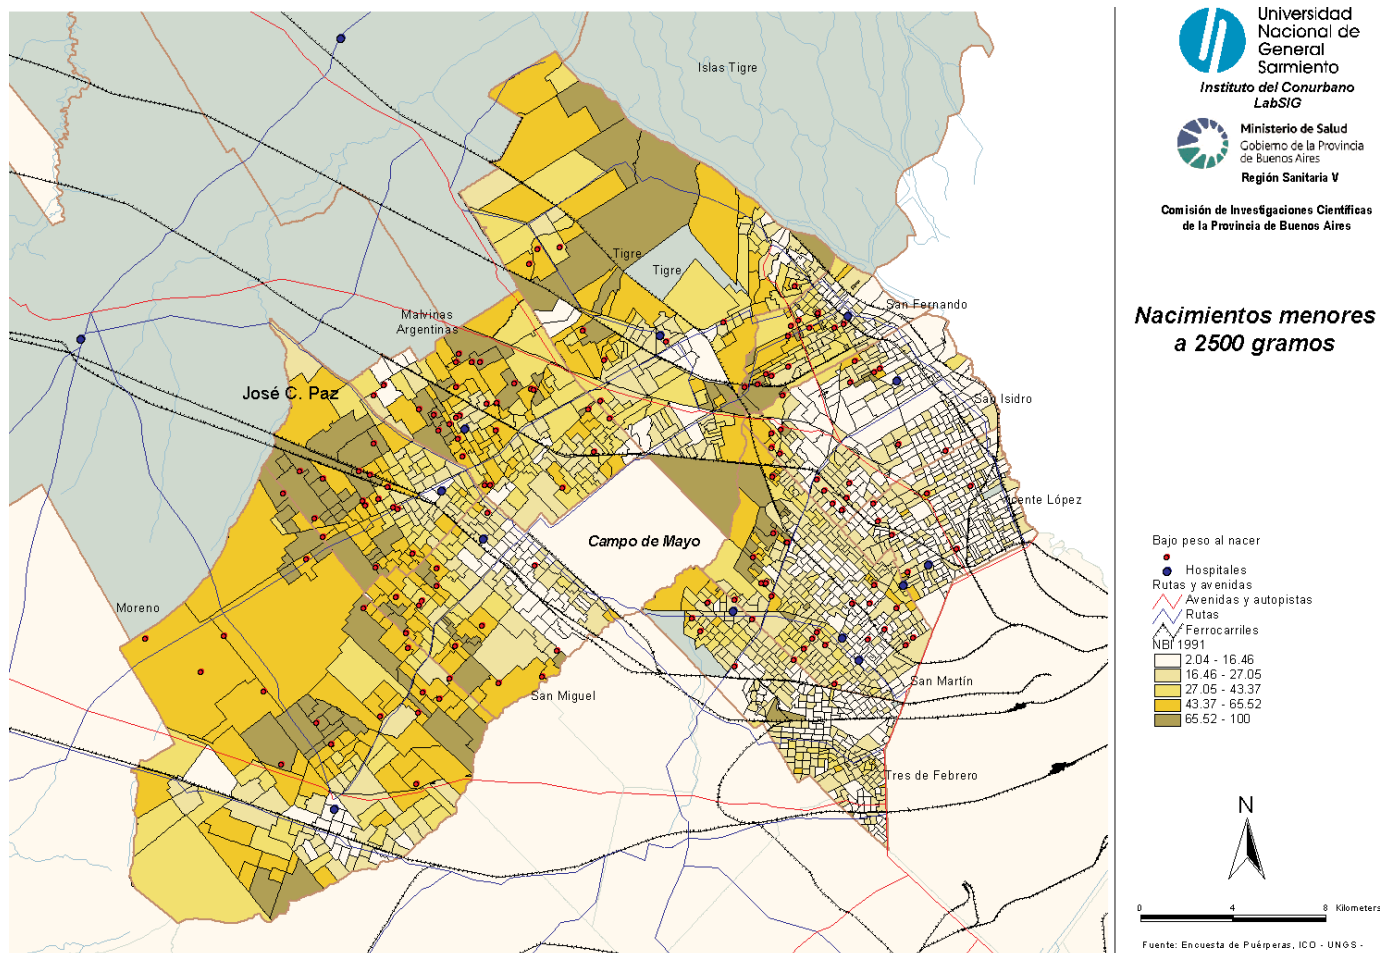 Universidad
Nacional de
General
Sarmiento
Instituto del Conurbano
LabSIG
Ministerio de Salud
Gobierno de la Provincia
de Buenos Aires
Región Sanitaria V
Comisión de Investigaciones Científicas
de la Provincia de Buenos Aires
Nacimientos menores
a 2500 gramos
Islas Tigre
Tigre
Tigre
San Fernando
Malvinas
Argentinas
José C. Paz
San Isidro
Vicente López
Campo de Mayo
Moreno
San Miguel
San Martín
Tres de Febrero
Bajo peso al nacer
Hospitales
Rutas y avenidas
Avenidas y autopistas
Rutas
Ferrocarriles
NBI 1991
2.04 - 16.46
16.46 - 27.05
27.05 - 43.37
43.37 - 65.52
65.52 - 100
N
0 4 8 Kilometers
Fuente: Encuesta de Puérperas, ICO - UNGS -